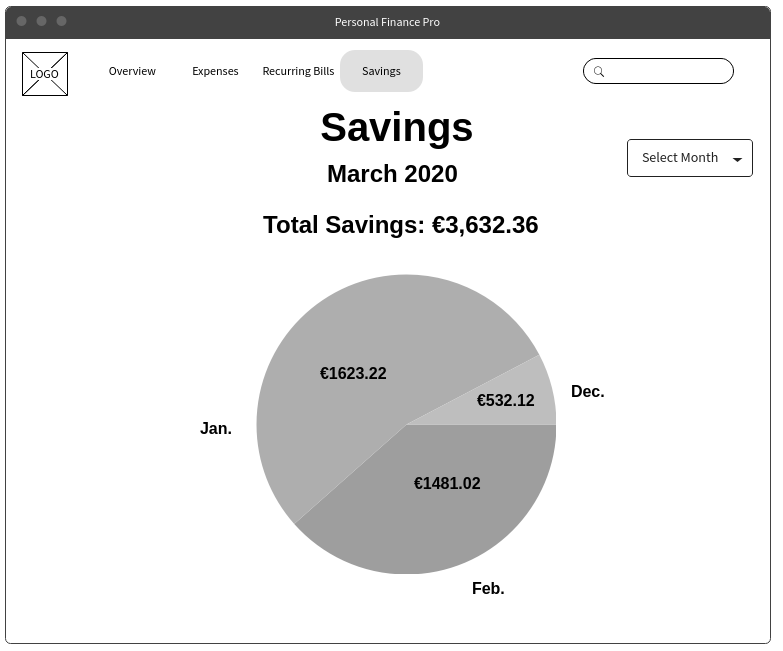 Personal Finance Pro
LOGO
Overview
Expenses
Recurring Bills
Savings
Savings
Select Month
March 2020
Total Savings: €3,632.36
€1623.22
Dec.
€532.12
Jan.
€1481.02
Feb.